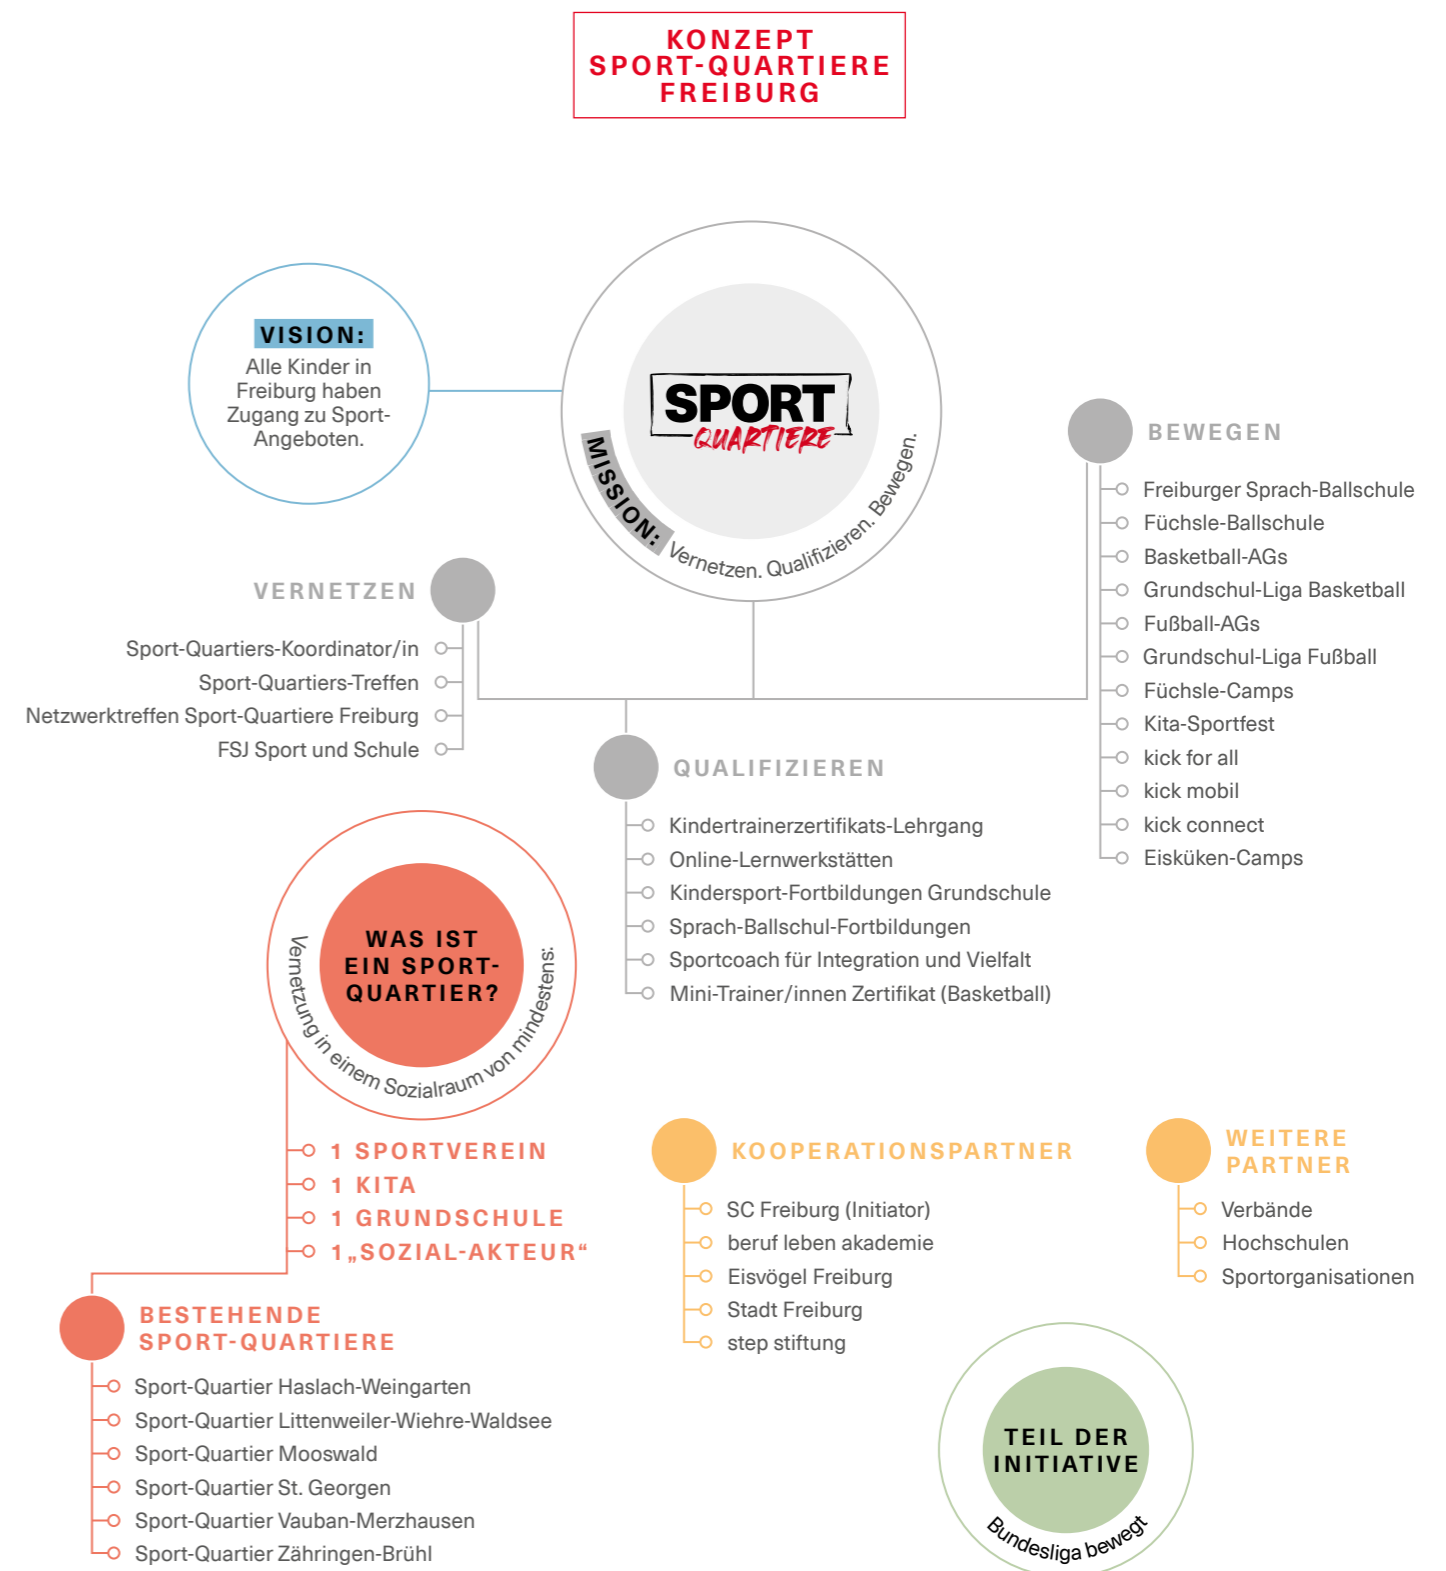 KONZEPT
SPORT-QUARTIERE
FREIBURG
VISION:
Alle Kinder in
Freiburg haben
Zugang zu Sport-
Angeboten.
SPORT
QUARTIERE
MISSION: Vernetzen. Qualifizieren. Bewegen.
VERNETZEN
Sport-Quartiers-Koordinator/in
Sport-Quartiers-Treffen
Netzwerktreffen Sport-Quartiere Freiburg
FSJ Sport und Schule
QUALIFIZIEREN
Kindertrainerzertifikats-Lehrgang
Online-Lernwerkstätten
Kindersport-Fortbildungen Grundschule
Sprach-Ballschul-Fortbildungen
Sportcoach für Integration und Vielfalt
Mini-Trainer/innen Zertifikat (Basketball)
BEWEGEN
Freiburger Sprach-Ballschule
Füchsle-Ballschule
Basketball-AGs
Grundschul-Liga Basketball
Fußball-AGs
Grundschul-Liga Fußball
Füchsle-Camps
Kita-Sportfest
kick for all
kick mobil
kick connect
Eisküken-Camps
WAS IST
EIN SPORT-
QUARTIER?
Vernetzung in einem Sozialraum von mindestens:
1 SPORTVEREIN
1 KITA
1 GRUNDSCHULE
1 „SOZIAL-AKTEUR“
BESTEHENDE
SPORT-QUARTIERE
Sport-Quartier Haslach-Weingarten
Sport-Quartier Littenweiler-Wiehre-Waldsee
Sport-Quartier Mooswald
Sport-Quartier St. Georgen
Sport-Quartier Vauban-Merzhausen
Sport-Quartier Zähringen-Brühl
KOOPERATIONSPARTNER
SC Freiburg (Initiator)
beruf leben akademie
Eisvögel Freiburg
Stadt Freiburg
step stiftung
WEITERE
PARTNER
Verbände
Hochschulen
Sportorganisationen
TEIL DER
INITIATIVE
Bundesliga bewegt